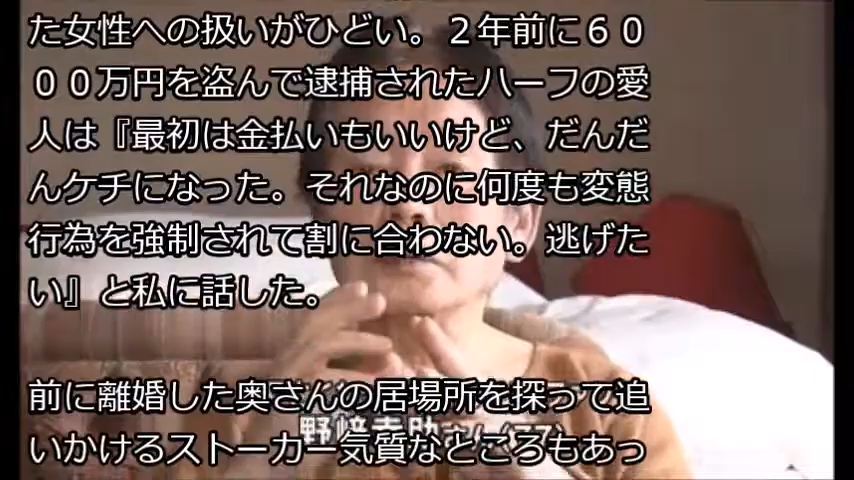 た女性への扱いがひどい。２年前に６０
００万円を盗んで逮捕されたハーフの愛
人は『最初は金払いもいいけど、だんだ
んケチになった。それなのに何度も変態
行為を強制されて割に合わない。逃げた
い』と私に話した。
前に離婚した奥さんの居場所を探って追
いかけるストーカー気質なところもあっ